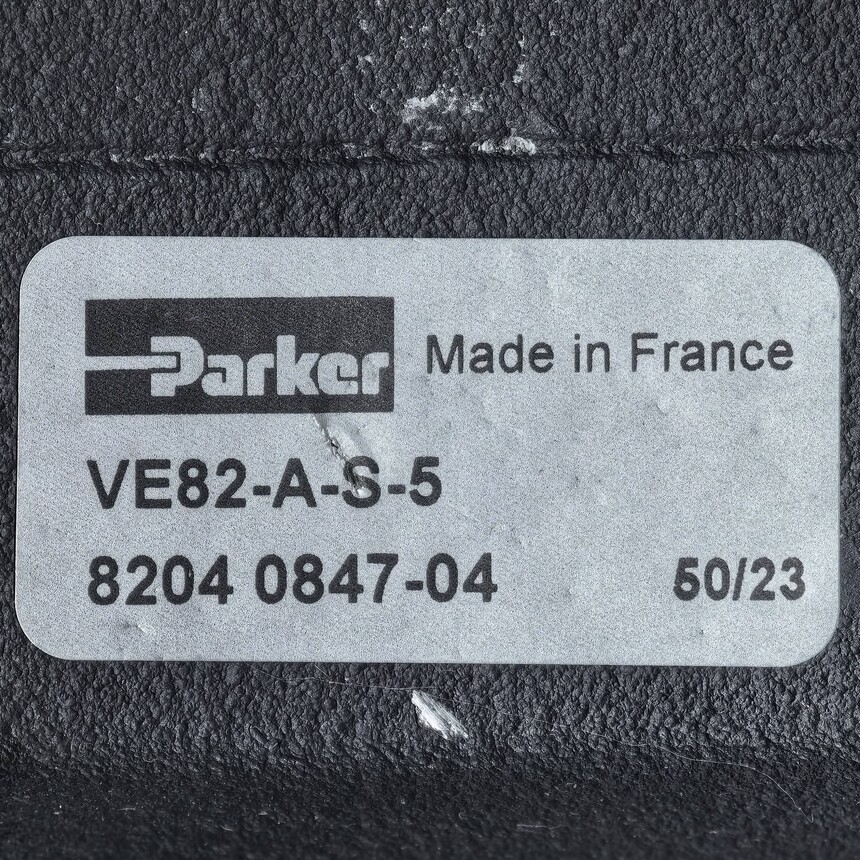 Parker Made in France
VE82-A-S-5
8204 0847-04 50/23